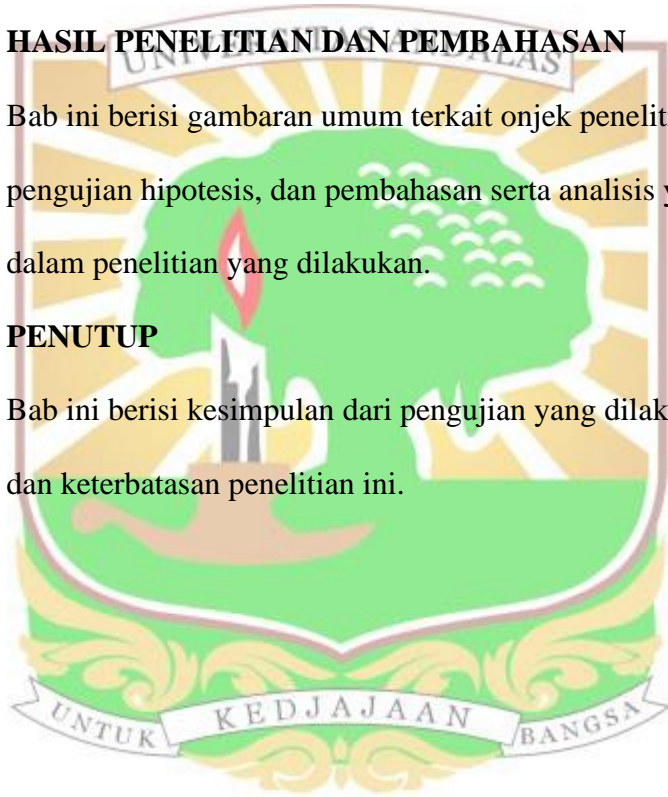 UNIVERSITAS ANDALAS
HASIL PENELITIAN DAN PEMBAHASAN
Bab ini berisi gambaran umum terkait onjek penelit
pengujian hipotesis, dan pembahasan serta analisis y
dalam penelitian yang dilakukan.
PENUTUP
Bab ini berisi kesimpulan dari pengujian yang dilak
dan keterbatasan penelitian ini.
UNTUK KEDJAJAAN BANGSA